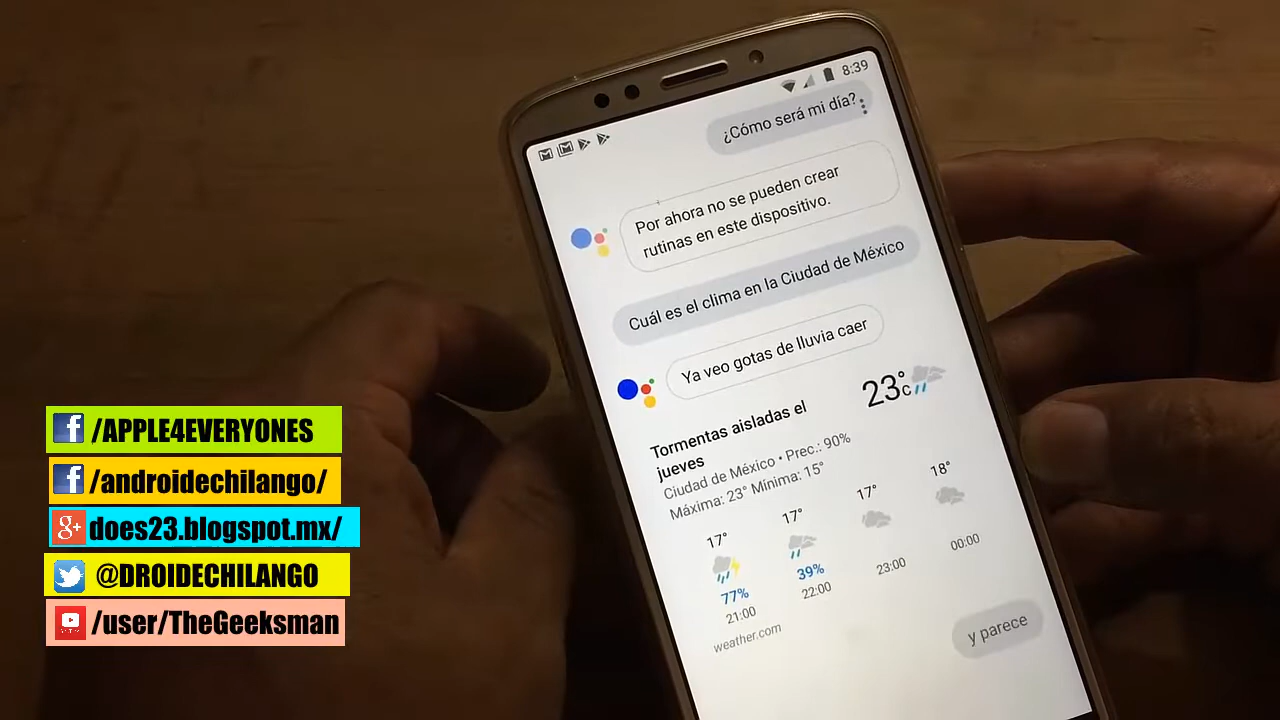 8:39
¿Cómo será mi día?
Por ahora no se pueden crear
rutinas en este dispositivo.
Cuál es el clima en la Ciudad de México
Ya veo gotas de lluvia caer
23°C
Tormentas aisladas el
jueves
Ciudad de México • Prec.: 90%
Máxima: 23° Mínima: 15°
17° 17° 17° 18°
77% 39%
21:00 22:00 23:00 00:00
weather.com
y parece
f /APPLE4EVERYONES
f /androidechilango/
g+ does23.blogspot.mx/
@DROIDECHILANGO
/user/TheGeeksman